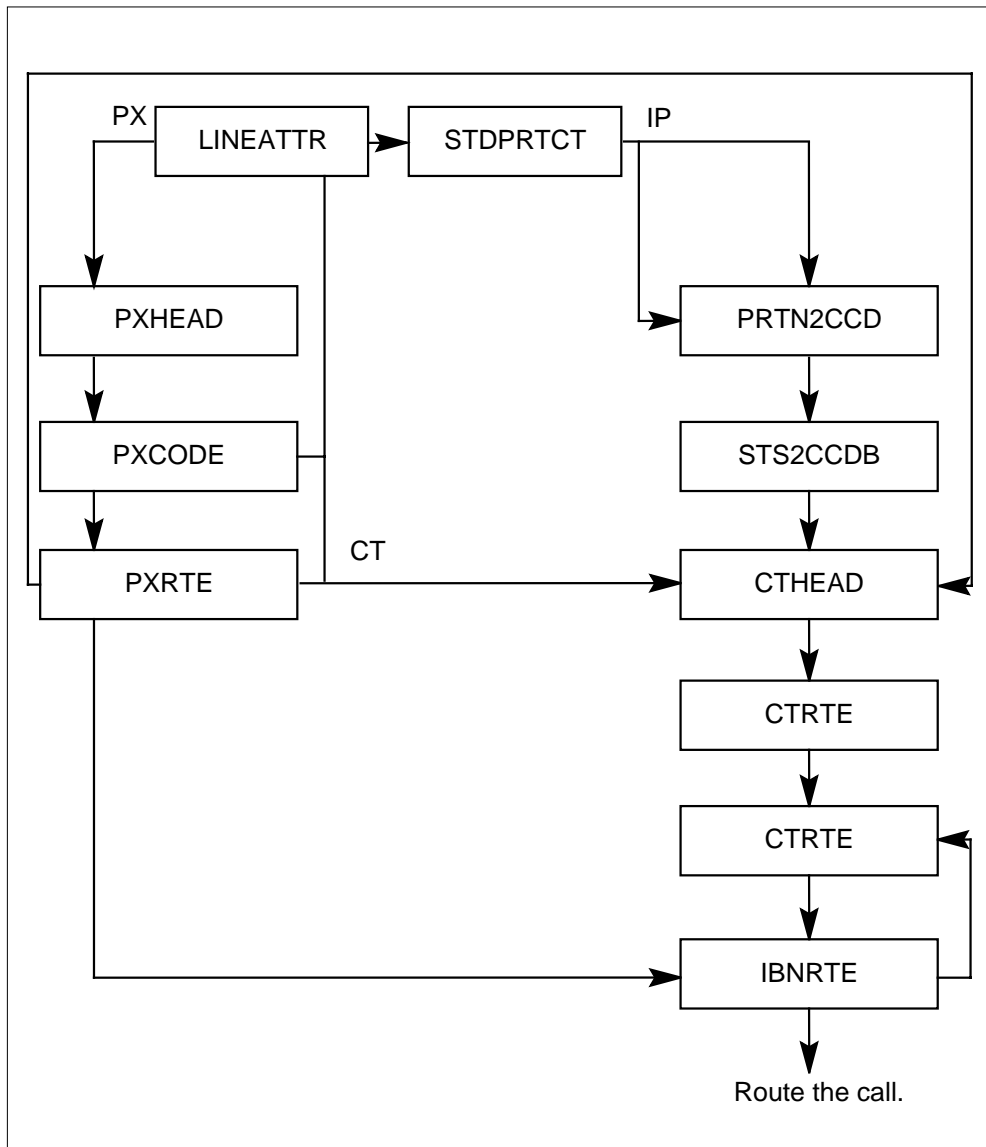 PX
LINEATTR
STDPRTCT
IP
PXHEAD
PRTN2CCD
PXCODE
STS2CCDB
CT
PXRTE
CTHEAD
CTRTE
CTRTE
IBNRTE
Route the call.